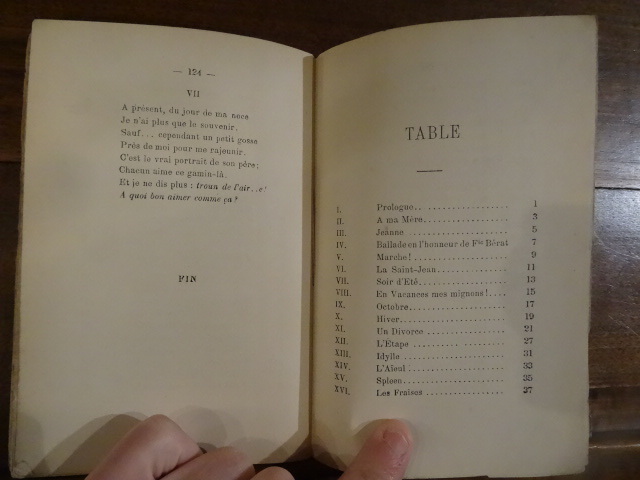 — 124 —
VII
A présent, du jour de ma noce
Je n'ai plus que le souvenir.
Sauf... cependant un petit gosse
Près de moi pour me rajeunir.
C'est le vrai portrait de son père;
Chacun aime ce gamin-là.
Et je ne dis plus : troun de l'air..e!
A quoi bon aimer comme ça?
FIN
TABLE
I. Prologue.. .................... 1
II. A ma Mère..................... 3
III. Jeanne ....................... 5
IV. Ballade en l'honneur de Fis Bérat 7
V. Marche!....................... 9
VI. La Saint-Jean.................. 11
VII. Soir d'Eté..................... 13
VIII. En Vacances mes mignons!.... 15
IX. Octobre....................... 17
X. Hiver.......................... 19
XI. Un Divorce ................... 21
XII. L'Etape ...................... 27
XIII. Idylle ........................ 31
XIV. L'Aïeul ....................... 33
XV. Spleen........................ 35
XVI. Les Fraises ................... 37